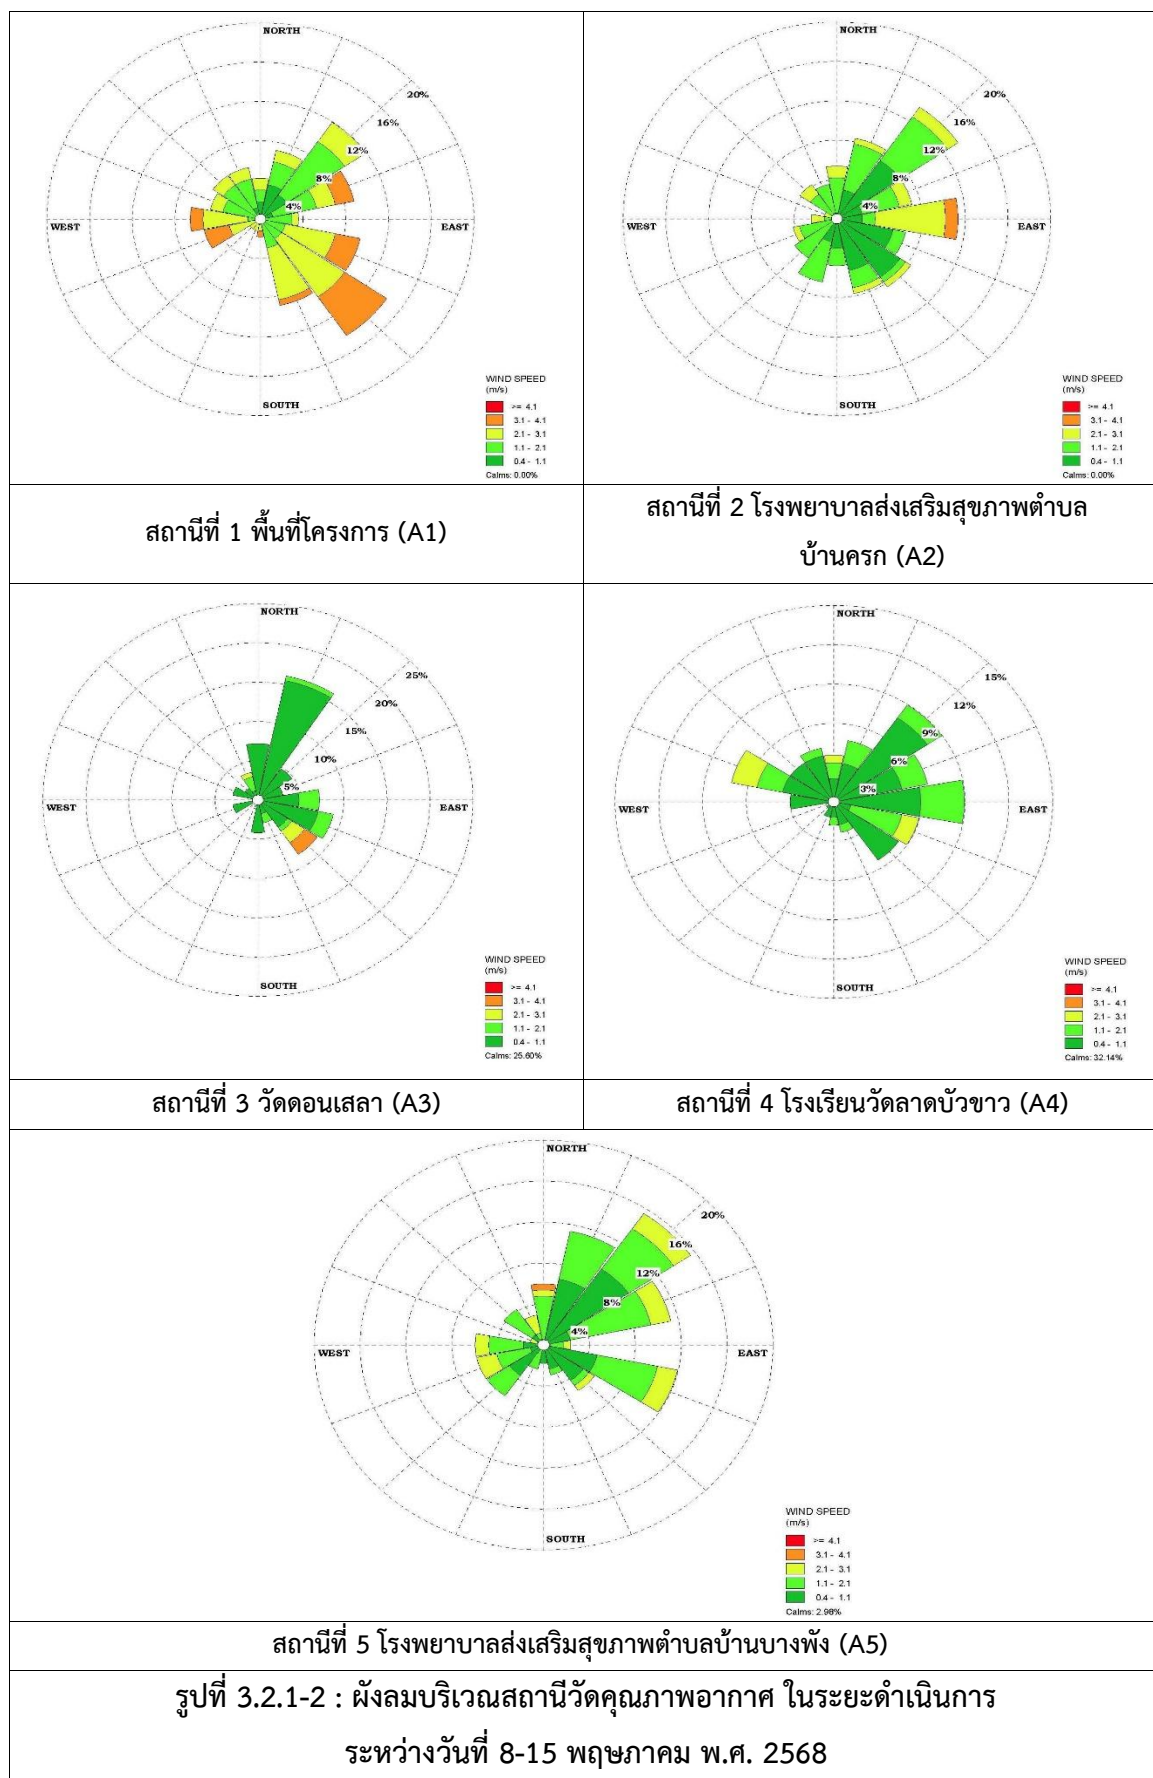 NORTH
20%
16%
12%
8%
4%
WEST
EAST
SOUTH
WIND SPEED
(m/s)
>= 4.1
3.1 - 4.1
2.1 - 3.1
1.1 - 2.1
0.4 - 1.1
Calms: 0.00%
สถานีที่ 1 พื้นที่โครงการ (A1)
NORTH
20%
16%
12%
8%
4%
WEST
EAST
SOUTH
WIND SPEED
(m/s)
>= 4.1
3.1 - 4.1
2.1 - 3.1
1.1 - 2.1
0.4 - 1.1
Calms: 0.00%
สถานีที่ 2 โรงพยาบาลส่งเสริมสุขภาพตำบล
บ้านครก (A2)
NORTH
25%
20%
15%
10%
5%
WEST
EAST
SOUTH
WIND SPEED
(m/s)
>= 4.1
3.1 - 4.1
2.1 - 3.1
1.1 - 2.1
0.4 - 1.1
Calms: 25.60%
สถานีที่ 3 วัดดอนเสลา (A3)
NORTH
15%
12%
9%
6%
3%
WEST
EAST
SOUTH
WIND SPEED
(m/s)
>= 4.1
3.1 - 4.1
2.1 - 3.1
1.1 - 2.1
0.4 - 1.1
Calms: 32.14%
สถานีที่ 4 โรงเรียนวัดลาดบัวขาว (A4)
NORTH
20%
16%
12%
8%
4%
WEST
EAST
SOUTH
WIND SPEED
(m/s)
>= 4.1
3.1 - 4.1
2.1 - 3.1
1.1 - 2.1
0.4 - 1.1
Calms: 2.98%
สถานีที่ 5 โรงพยาบาลส่งเสริมสุขภาพตำบลบ้านบางพัง (A5)
รูปที่ 3.2.1-2 : ผังลมบริเวณสถานีวัดคุณภาพอากาศ ในระยะดำเนินการ
ระหว่างวันที่ 8-15 พฤษภาคม พ.ศ. 2568